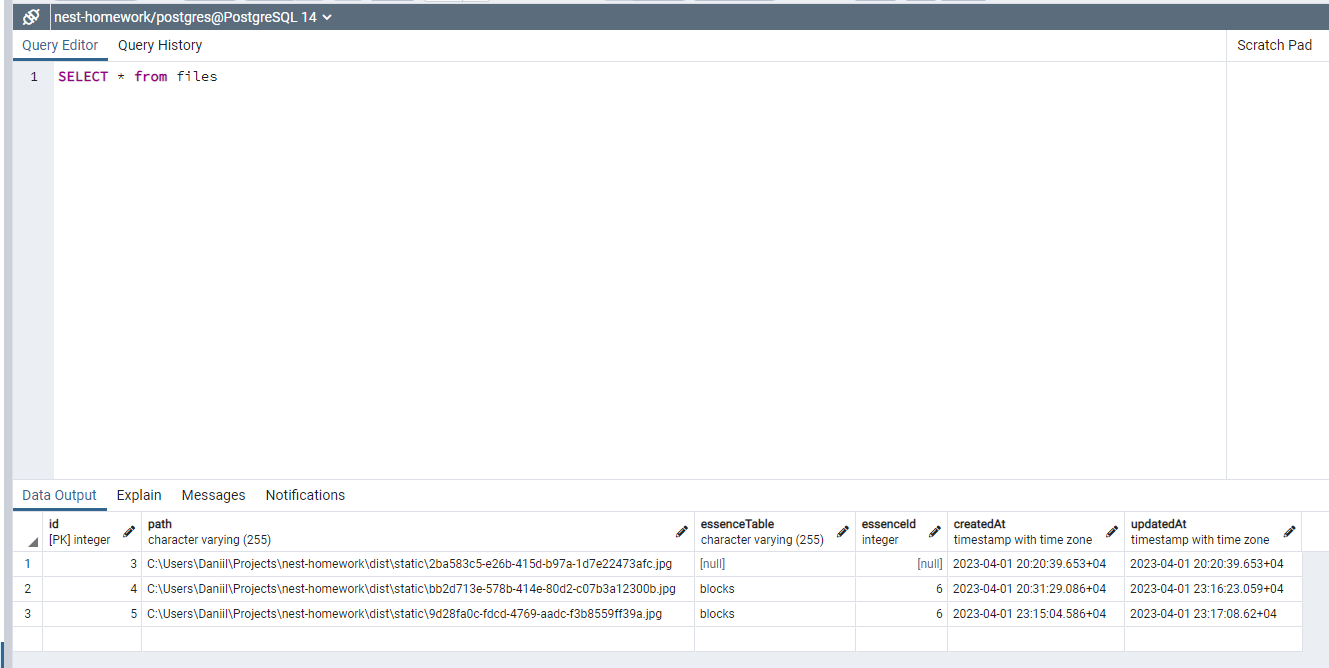 nest-homework/postgres@PostgreSQL 14
Query Editor Query History Scratch Pad
1 SELECT * from files
Data Output Explain Messages Notifications
id path essenceTable essenceId createdAt updatedAt
[PK] integer character varying (255) character varying (255) integer timestamp with time zone timestamp with time zone
1 3 C:\Users\Daniil\Projects\nest-homework\dist\static\2ba583c5-e26b-415d-b97a-1d7e22473afc.jpg [null] [null] 2023-04-01 20:20:39.653+04 2023-04-01 20:20:39.653+04
2 4 C:\Users\Daniil\Projects\nest-homework\dist\static\bb2d713e-578b-414e-80d2-c07b3a12300b.jpg blocks 6 2023-04-01 20:31:29.086+04 2023-04-01 23:16:23.059+04
3 5 C:\Users\Daniil\Projects\nest-homework\dist\static\9d28fa0c-fdcd-4769-aadc-f3b8559ff39a.jpg blocks 6 2023-04-01 23:15:04.586+04 2023-04-01 23:17:08.62+04